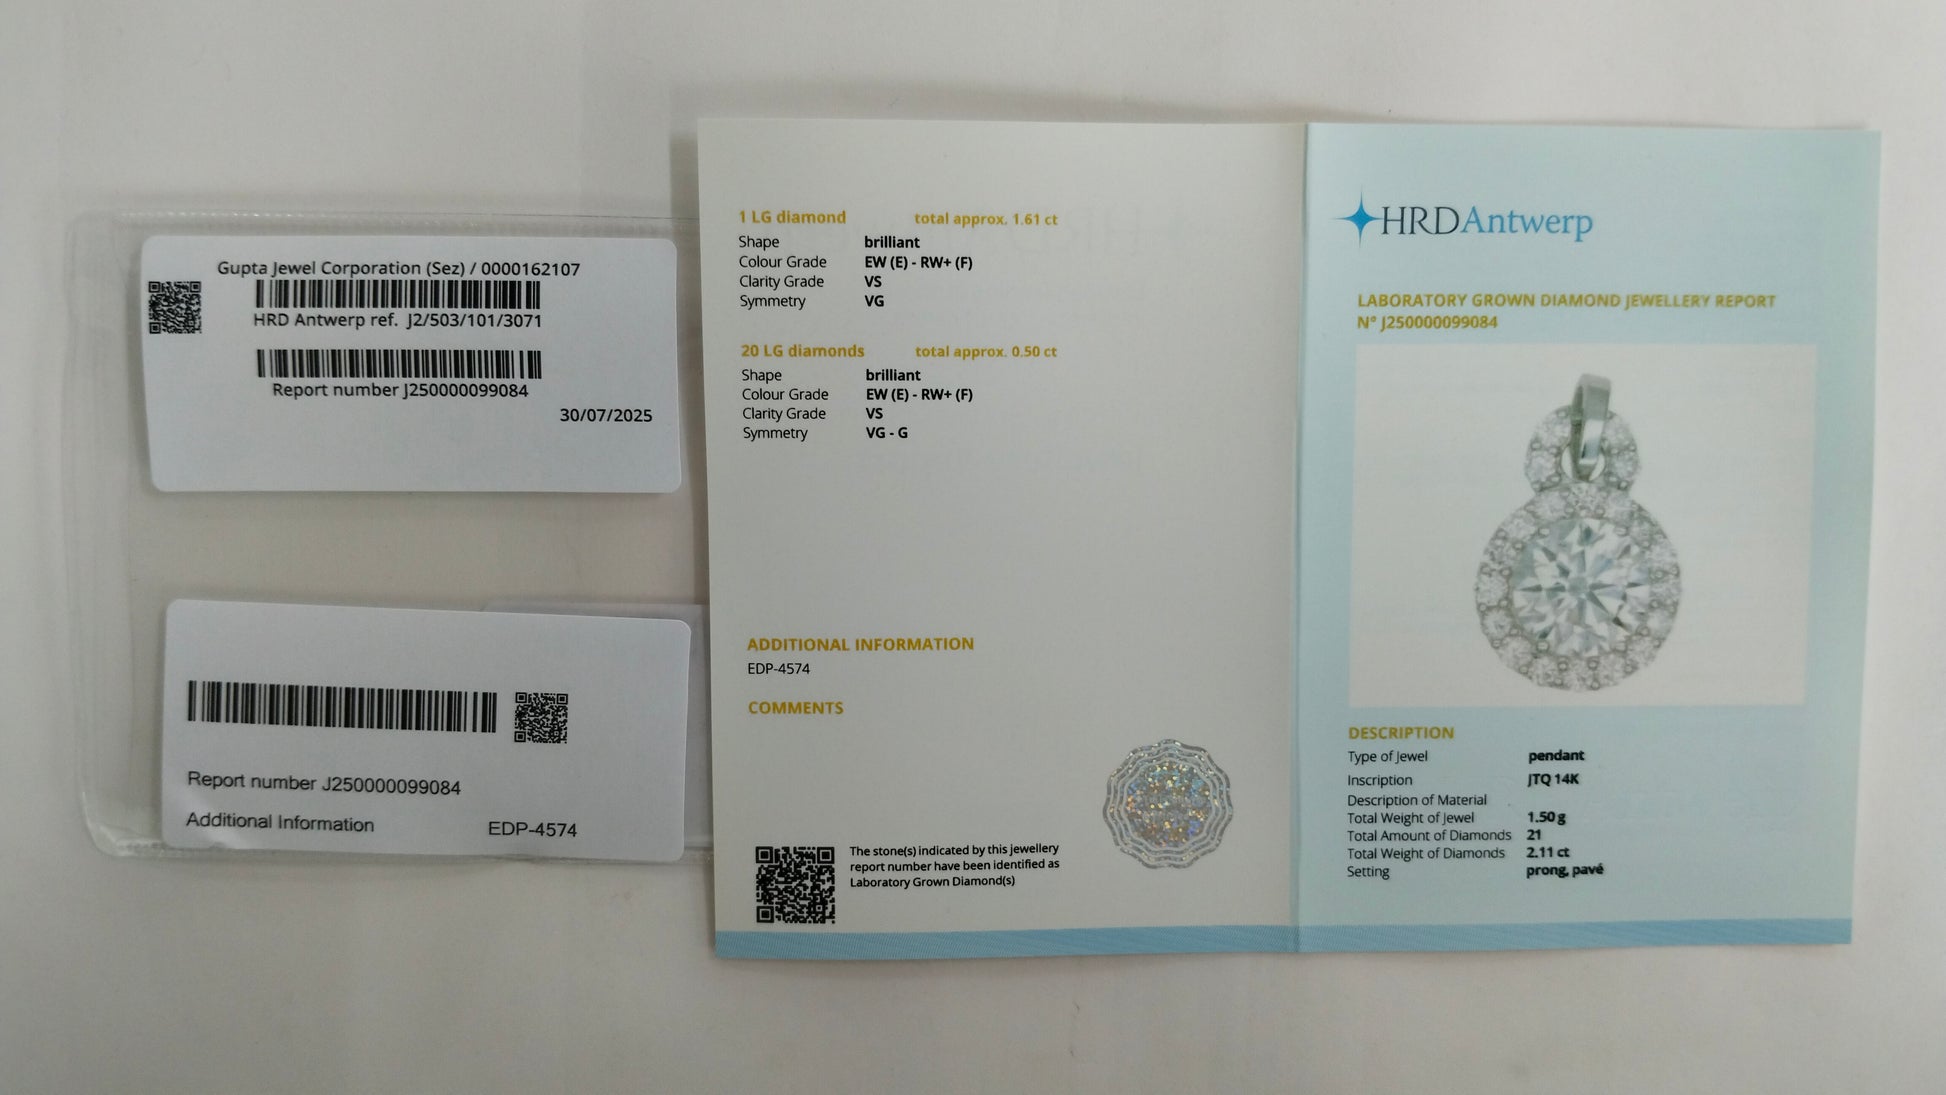 Gupta Jewel Corporation (Sez) / 0000162107
HRD Antwerp ref. J2/503/101/3071
Report number J250000099084
30/07/2025
Report number J250000099084
Additional Information EDP-4574
1 LG diamond total approx. 1.61 ct
Shape brilliant
Colour Grade EW (E) - RW+ (F)
Clarity Grade VS
Symmetry VG
20 LG diamonds total approx. 0.50 ct
Shape brilliant
Colour Grade EW (E) - RW+ (F)
Clarity Grade VS
Symmetry VG - G
ADDITIONAL INFORMATION
EDP-4574
COMMENTS
The stone(s) indicated by this jewellery
report number have been identified as
Laboratory Grown Diamond(s)
HRDAntwerp
LABORATORY GROWN DIAMOND JEWELLERY REPORT
N° J250000099084
DESCRIPTION
Type of Jewel pendant
Inscription JTQ 14K
Description of Material
Total Weight of Jewel 1.50 g
Total Amount of Diamonds 21
Total Weight of Diamonds 2.11 ct
Setting prong, pavé